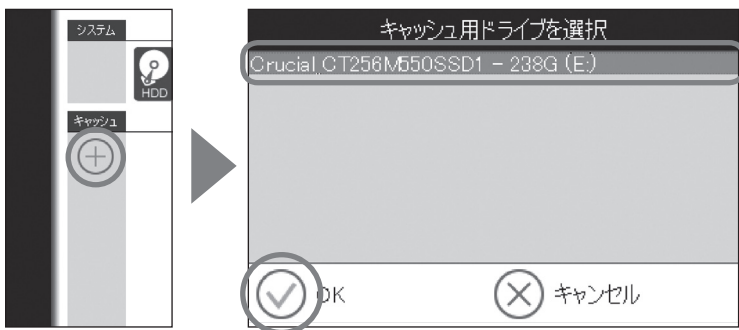 システム
HDD
キャッシュ
キャッシュ用ドライブを選択
Crucial_CT256M550SSD1 - 238G (E:)
OK
キャンセル